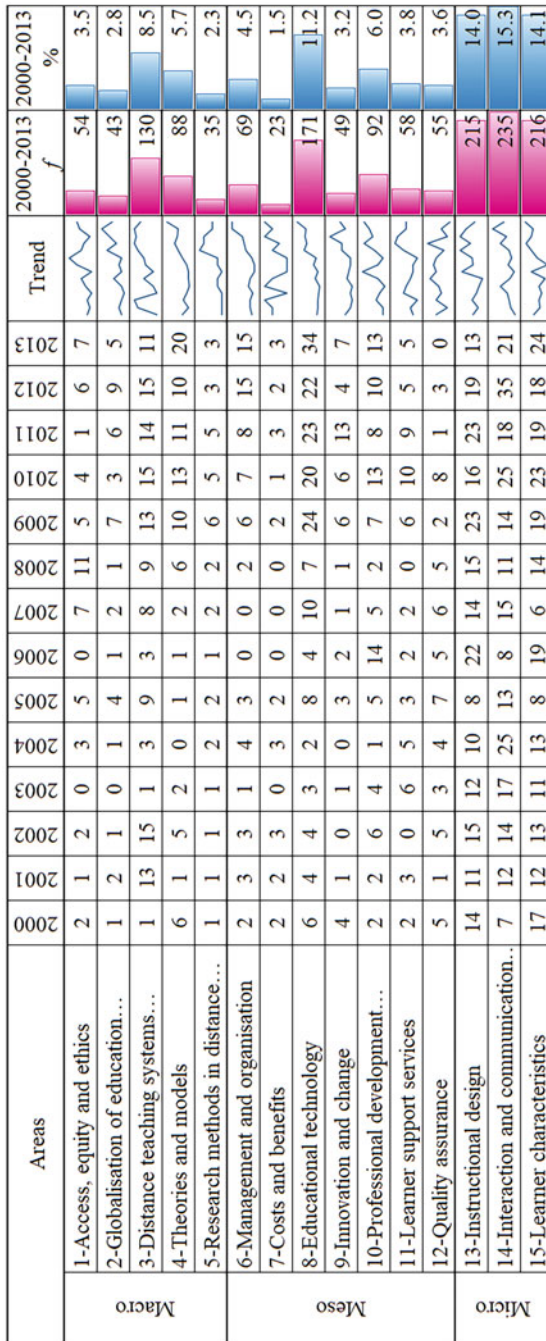 Areas 2000 2001 2002 2003 2004 2005 2006 2007 2008 2009 2010 2011 2012 2013 Trend 2000-2013 f 2000-2013 %
Macro
1-Access, equity and ethics 2 1 2 0 3 5 0 7 11 5 4 1 6 7 54 3.5
2-Globalisation of education… 1 2 1 0 1 4 1 2 1 7 3 6 9 5 43 2.8
3-Distance teaching systems… 1 13 15 1 3 9 3 8 9 13 15 14 15 11 130 8.5
4-Theories and models 6 1 5 2 0 1 1 2 6 10 13 11 10 20 88 5.7
5-Research methods in distance… 1 1 1 1 2 2 1 2 2 6 5 5 3 3 35 2.3
Meso
6-Management and organisation 2 3 3 1 4 3 0 0 2 6 7 8 15 15 69 4.5
7-Costs and benefits 2 2 3 0 3 2 0 0 0 2 1 3 2 3 23 1.5
8-Educational technology 6 4 4 3 2 8 4 10 7 24 20 23 22 34 171 11.2
9-Innovation and change 4 1 0 1 0 3 2 1 1 6 6 13 4 7 49 3.2
10-Professional development… 2 2 6 4 1 5 14 5 2 7 13 8 10 13 92 6.0
11-Learner support services 2 3 0 6 5 3 2 2 0 6 10 9 5 5 58 3.8
12-Quality assurance 5 1 5 3 4 7 5 6 5 2 8 1 3 0 55 3.6
Micro
13-Instructional design 14 11 15 12 10 8 22 14 15 23 16 23 19 13 215 14.0
14-Interaction and communication.. 7 12 14 17 25 13 8 15 11 14 25 18 35 21 235 15.3
15-Learner characteristics 17 12 13 11 13 8 19 6 14 19 23 19 18 24 216 14.1